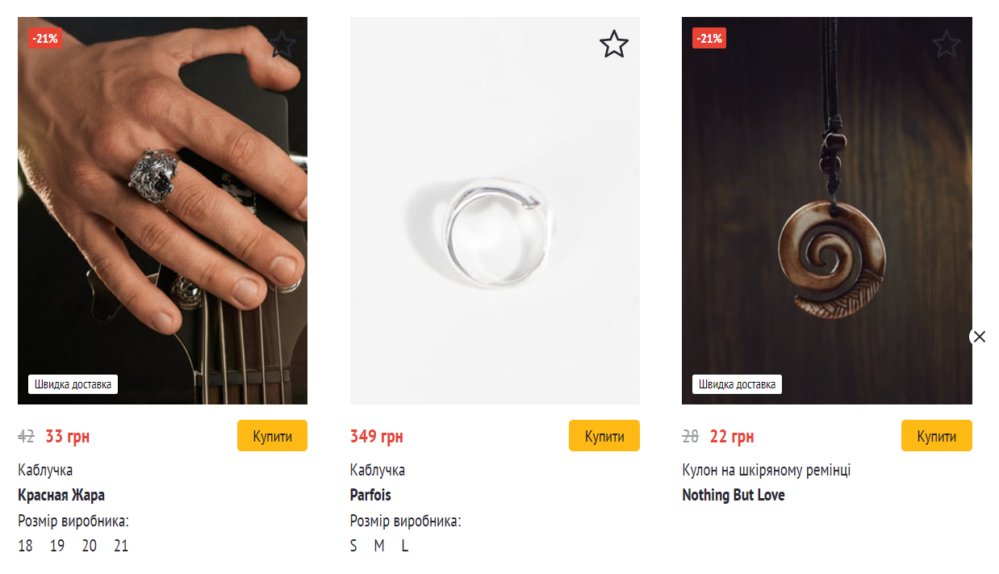 -21%
-21%
Швидка доставка
Швидка доставка
42 33 грн
Купити
349 грн
Купити
28 22 грн
Купити
Каблучка
Каблучка
Кулон на шкіряному ремінці
Красная Жара
Parfois
Nothing But Love
Розмір виробника:
Розмір виробника:
18 19 20 21
S M L